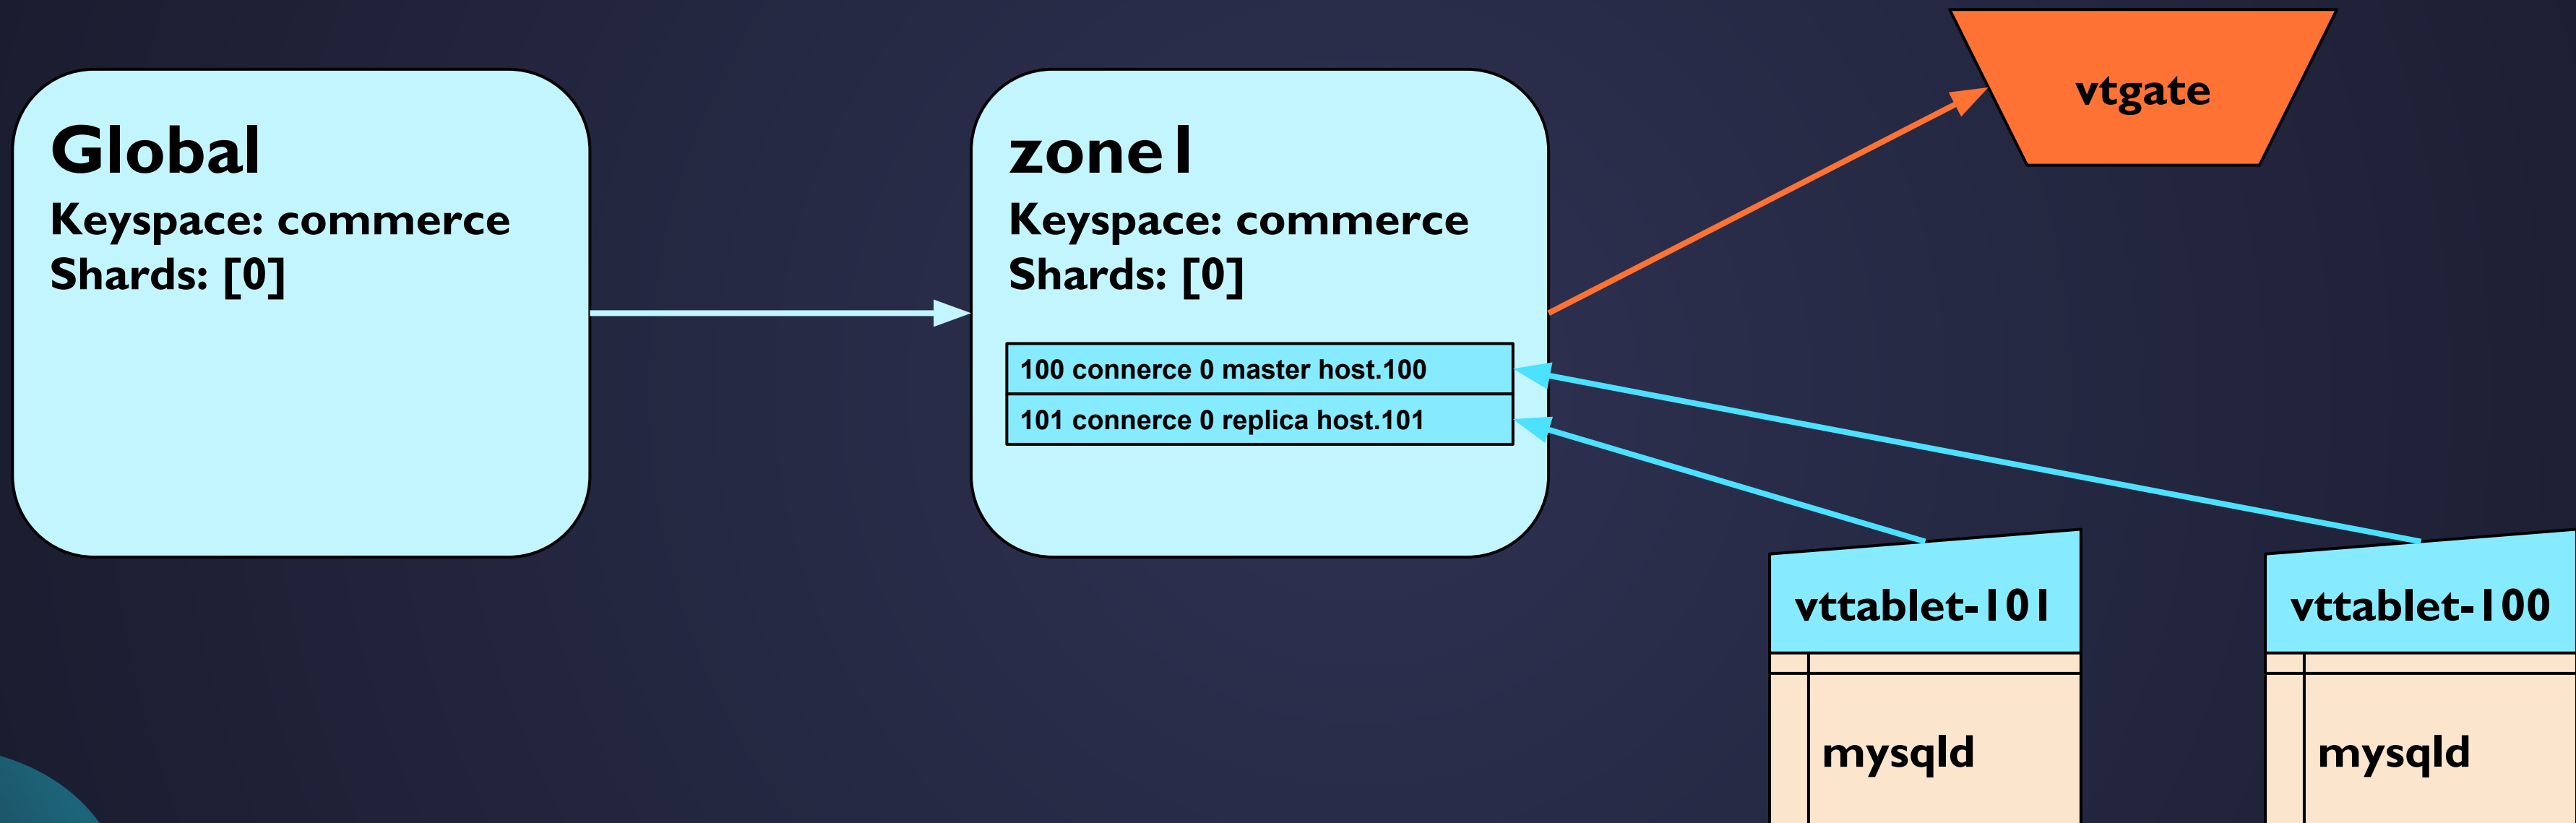 Global
Keyspace: commerce
Shards: [0]
zone1
Keyspace: commerce
Shards: [0]
100 connerce 0 master host.100
101 connerce 0 replica host.101
vtgate
vttablet-101
mysqld
vttablet-100
mysqld